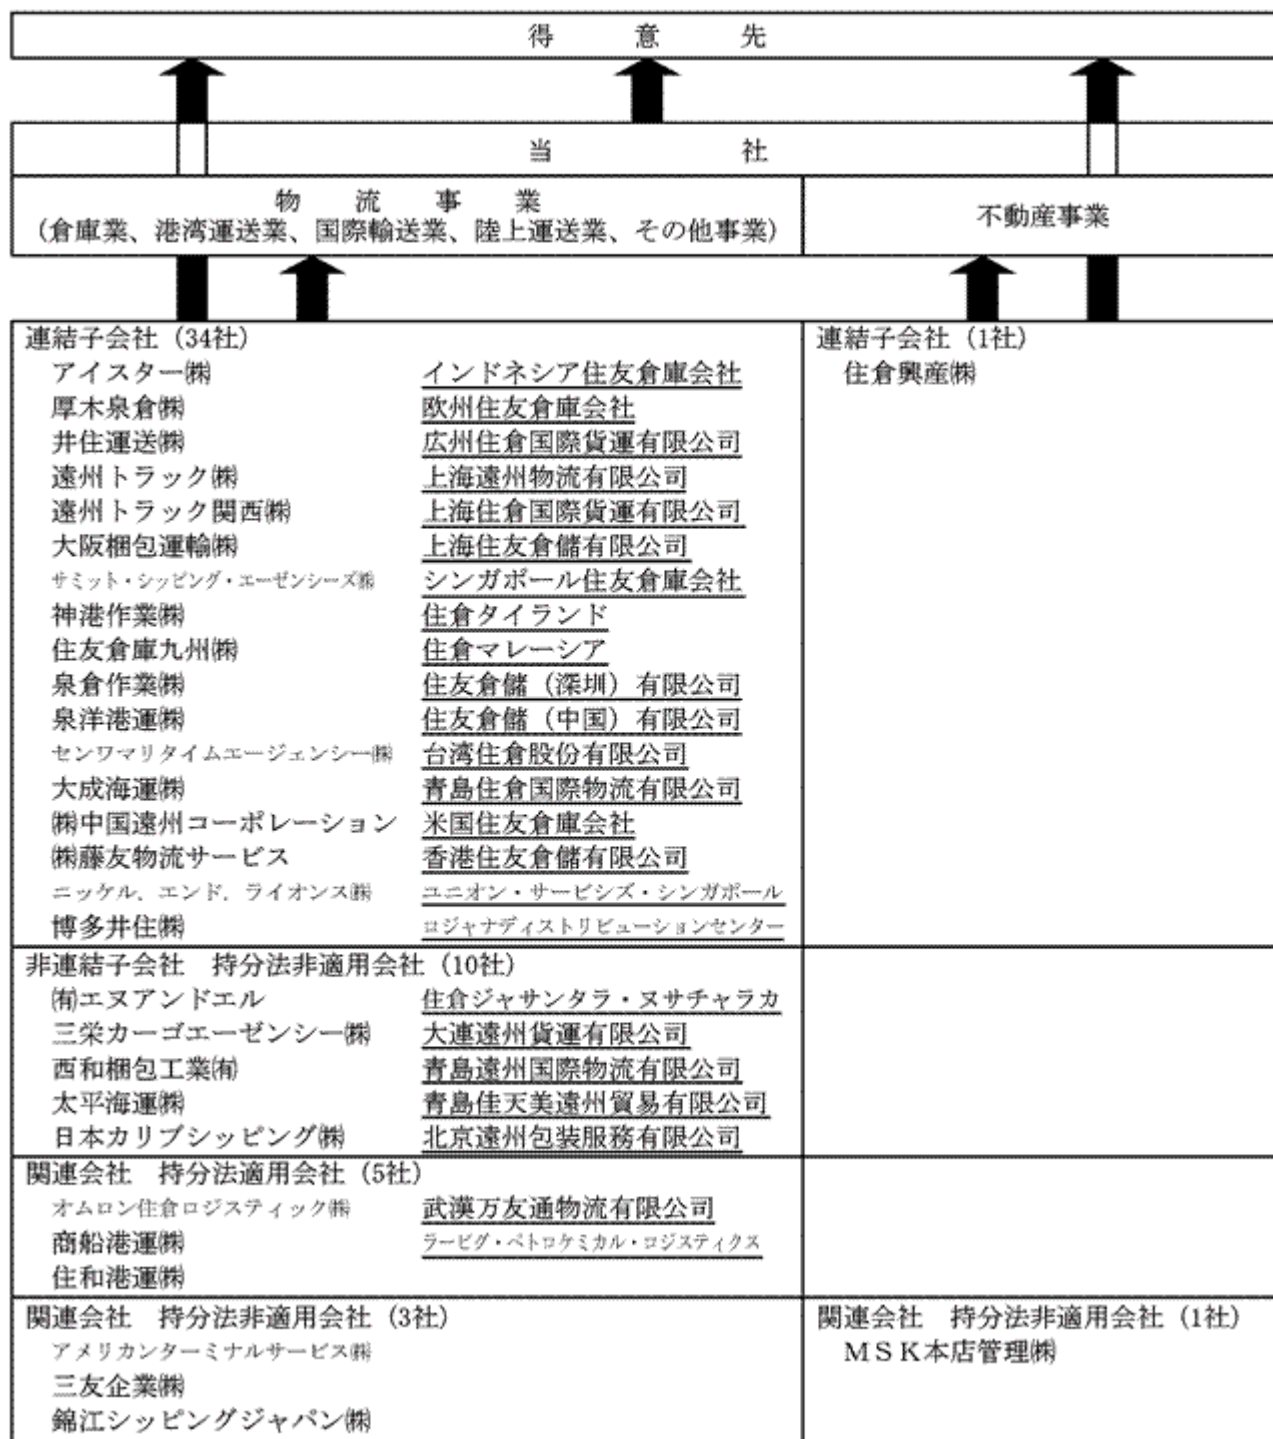 得意先
当社
物流事業
(倉庫業、港湾運送業、国際輸送業、陸上運送業、その他事業)
不動産事業
連結子会社（34社）
アイスター㈱　インドネシア住友倉庫会社
厚木泉倉㈱　欧州住友倉庫会社
井住運送㈱　広州住倉国際貨運有限公司
遠州トラック㈱　上海遠州物流有限公司
遠州トラック関西㈱　上海住倉国際貨運有限公司
大阪梱包運輸㈱　上海住友倉儲有限公司
サミット・シッピング・エーゼンシーズ㈱　シンガポール住友倉庫会社
神港作業㈱　住倉タイランド
住友倉庫九州㈱　住倉マレーシア
泉倉作業㈱　住友倉儲（深圳）有限公司
泉洋港運㈱　住友倉儲（中国）有限公司
センワマリタイムエージェンシー㈱　台湾住倉股份有限公司
大成海運㈱　青島住倉国際物流有限公司
㈱中国遠州コーポレーション　米国住友倉庫会社
㈱藤友物流サービス　香港住友倉儲有限公司
ニッケル、エンド、ライオンス㈱　ユニオン・サービシズ・シンガポール
博多井住㈱　ロジャナディストリビューションセンター
連結子会社（1社）
住倉興産㈱
非連結子会社　持分法非適用会社（10社）
㈲エヌアンドエル　住倉ジャサンタラ・ヌサチャラカ
三栄カーゴエーゼンシー㈱　大連遠州貨運有限公司
西和梱包工業㈲　青島遠州国際物流有限公司
太平海運㈱　青島佳天美遠州貿易有限公司
日本カリブシッピング㈱　北京遠州包装服務有限公司
関連会社　持分法適用会社（5社）
オムロン住倉ロジスティック㈱　武漢万友通物流有限公司
商船港運㈱　ラービグ・ペトロケミカル・ロジスティクス
住和港運㈱
関連会社　持分法非適用会社（3社）
アメリカンターミナルサービス㈱
三友企業㈱
錦江シッピングジャパン㈱
関連会社　持分法非適用会社（1社）
ＭＳＫ本店管理㈱